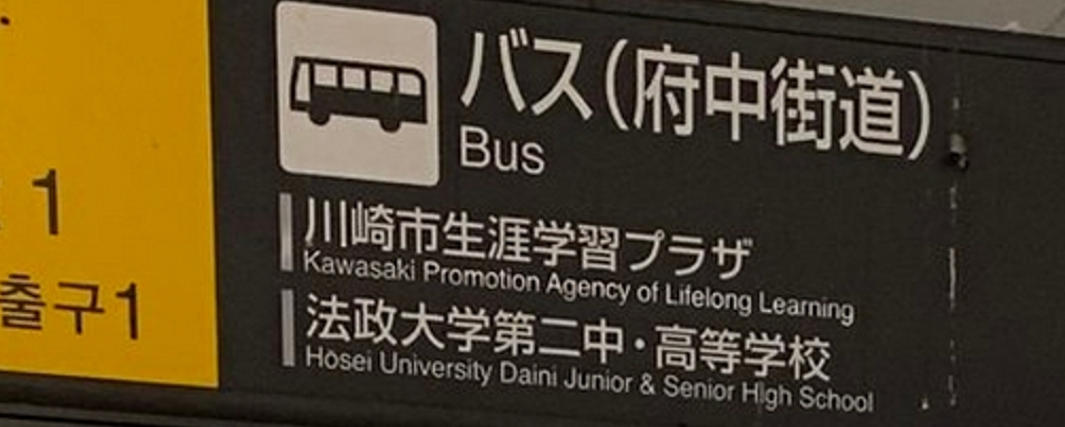 1
출구1
バス(府中街道)
Bus
川崎市生涯学習プラザ
Kawasaki Promotion Agency of Lifelong Learning
法政大学第二中・高等学校
Hosei University Daini Junior & Senior High School